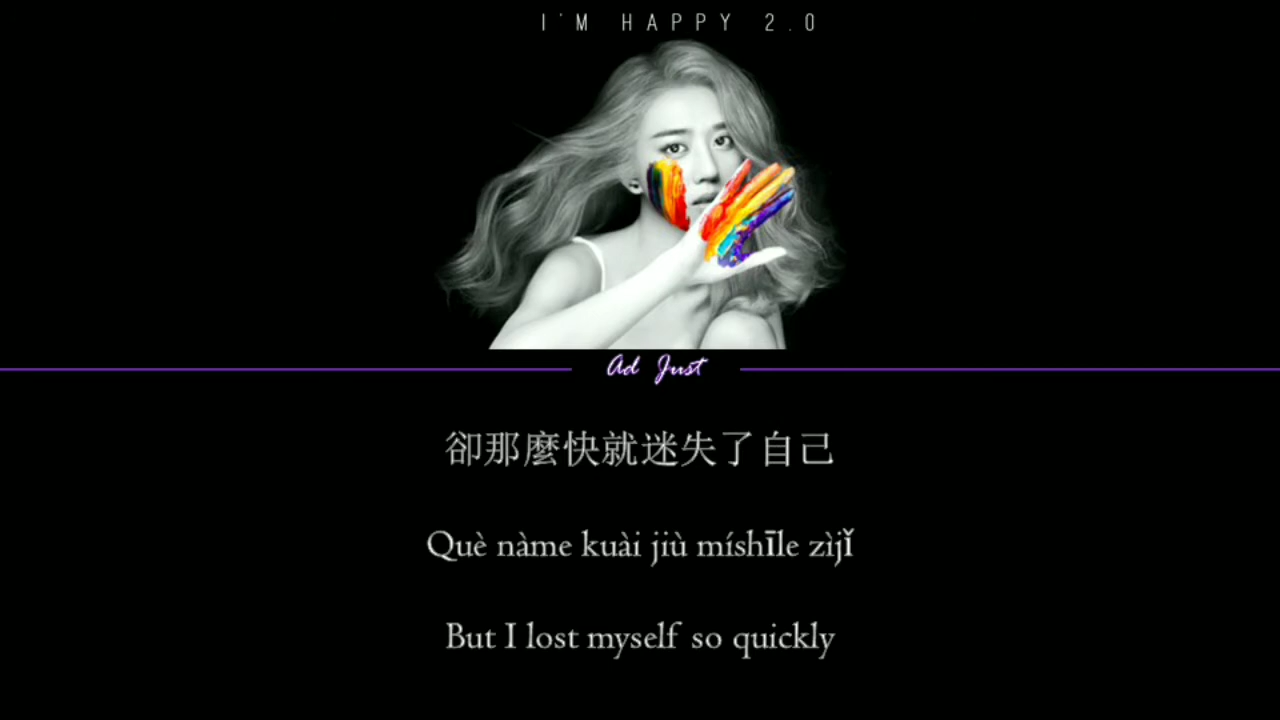 I'M HAPPY 2.0
Ad Just
卻那麼快就迷失了自己
Què nàme kuài jiù míshīle zìjǐ
But I lost myself so quickly